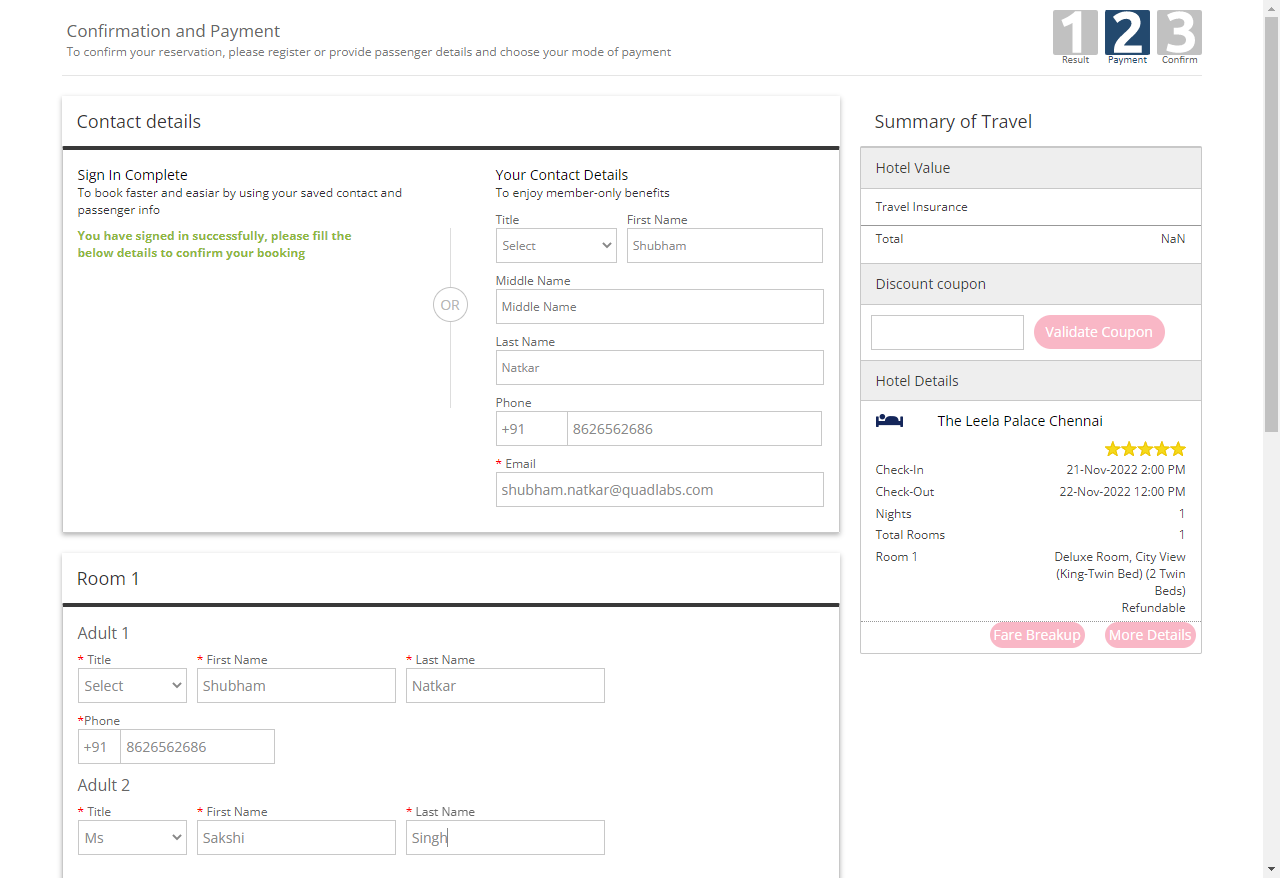 Confirmation and Payment
To confirm your reservation, please register or provide passenger details and choose your mode of payment
1 2 3
Result Payment Confirm
Contact details
Sign In Complete
To book faster and easiar by using your saved contact and
passenger info
You have signed in successfully, please fill the
below details to confirm your booking
OR
Your Contact Details
To enjoy member-only benefits
Title First Name
Select Shubham
Middle Name
Middle Name
Last Name
Natkar
Phone
+91 8626562686
* Email
shubham.natkar@quadlabs.com
Room 1
Adult 1
* Title * First Name * Last Name
Select Shubham Natkar
*Phone
+91 8626562686
Adult 2
* Title * First Name * Last Name
Ms Sakshi Singh
Summary of Travel
Hotel Value
Travel Insurance
Total NaN
Discount coupon
Validate Coupon
Hotel Details
The Leela Palace Chennai
Check-In 21-Nov-2022 2:00 PM
Check-Out 22-Nov-2022 12:00 PM
Nights 1
Total Rooms 1
Room 1 Deluxe Room, City View
(King-Twin Bed) (2 Twin
Beds)
Refundable
Fare Breakup More Details